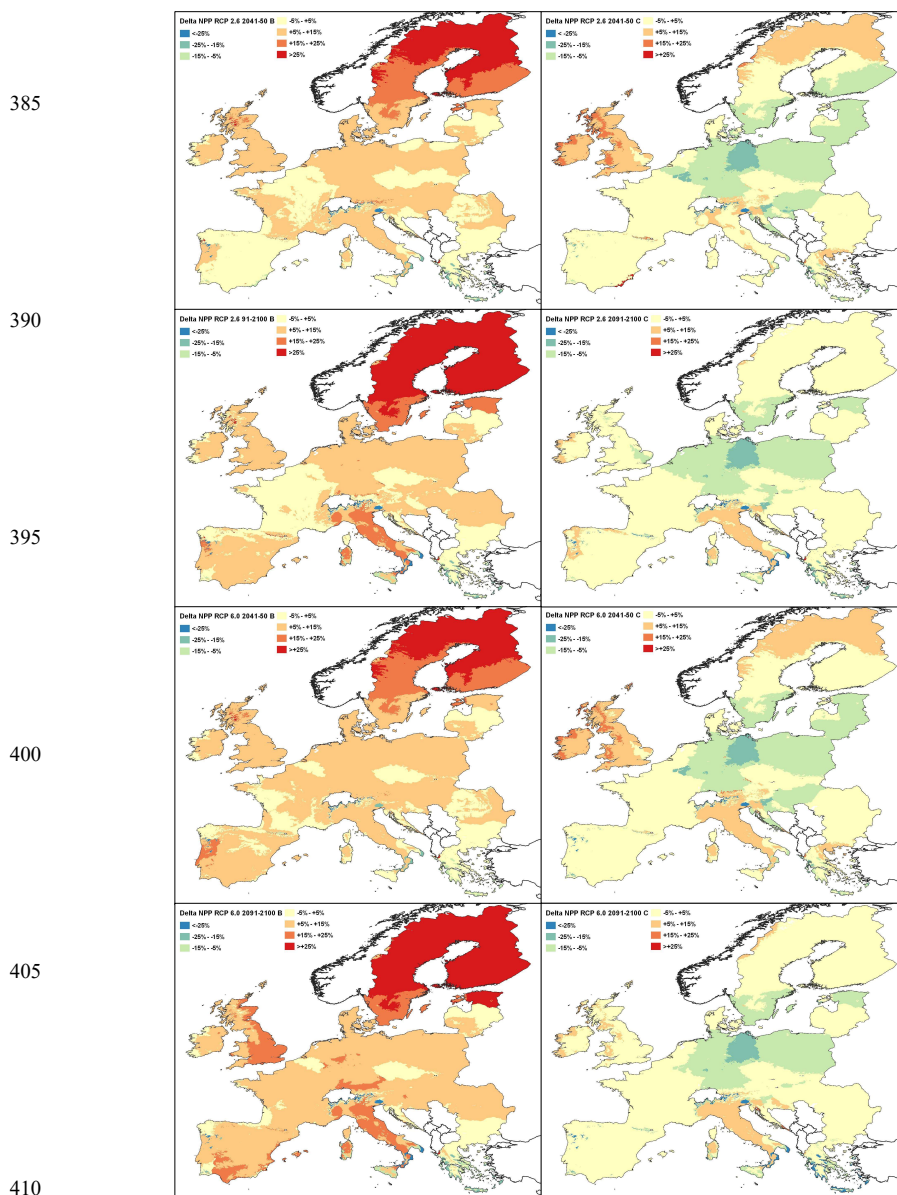 Delta NPP RCP 2.6 2041-50 B
-5% - +5%
<-25%
+5% - +15%
-25% - -15%
+15% - +25%
-15% - -5%
>25%
Delta NPP RCP 2.6 2041-50 C
-5% - +5%
<-25%
+5% - +15%
-25% - -15%
+15% - +25%
-15% - -5%
>+25%
385
390
Delta NPP RCP 2.6 91-2100 B
-5% - +5%
<-25%
+5% - +15%
-25% - -15%
+15% - +25%
-15% - -5%
>25%
Delta NPP RCP 2.6 2091-2100 C
-5% - +5%
<-25%
+5% - +15%
-25% - -15%
+15% - +25%
-15% - -5%
>+25%
395
Delta NPP RCP 6.0 2041-50 B
-5% - +5%
<-25%
+5% - +15%
-25% - -15%
+15% - +25%
-15% - -5%
>+25%
Delta NPP RCP 6.0 2041-50 C
-5% - +5%
<-25%
+5% - +15%
-25% - -15%
+15% - +25%
-15% - -5%
>+25%
400
Delta NPP RCP 6.0 2091-2100 B
-5% - +5%
<-25%
+5% - +15%
-25% - -15%
+15% - +25%
-15% - -5%
>+25%
Delta NPP RCP 6.0 2091-2100 C
-5% - +5%
<-25%
+5% - +15%
-25% - -15%
+15% - +25%
-15% - -5%
>+25%
405
410